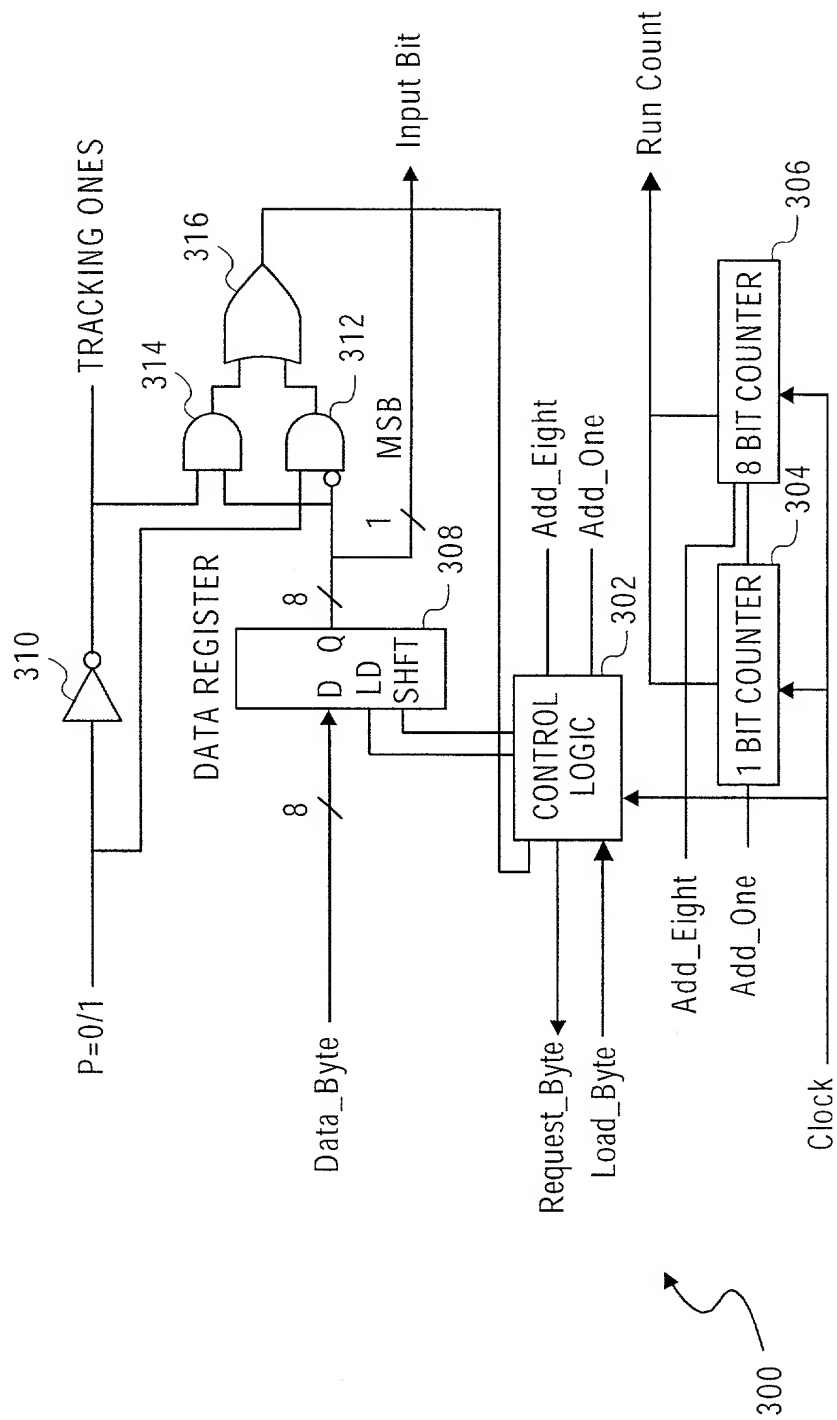 P=0/1
310
TRACKING ONES
314
316
312
DATA REGISTER
Data_Byte
8
D Q
LD
SHFT
308
8
1
MSB
Input Bit
Request_Byte
Load_Byte
CONTROL
LOGIC
302
Add_Eight
Add_One
Add_Eight
Add_One
1 BIT COUNTER
304
8 BIT COUNTER
306
Run Count
Clock
300